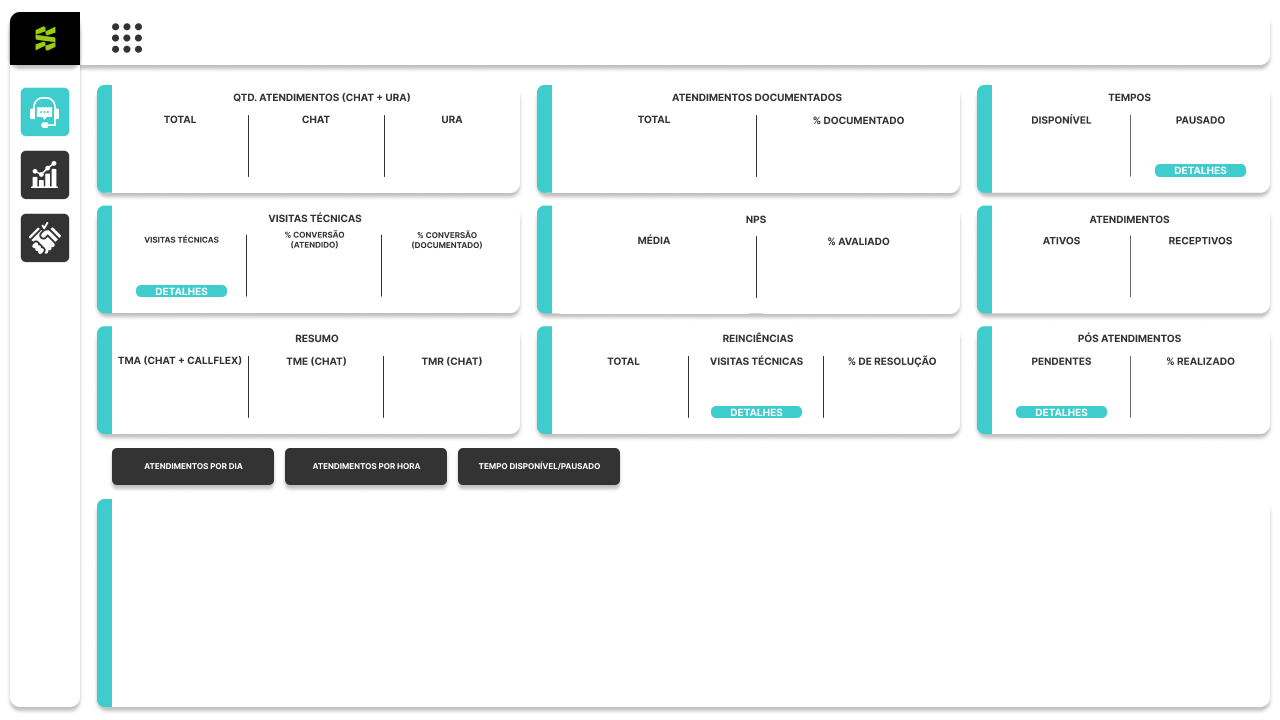 QTD. ATENDIMENTOS (CHAT + URA)
TOTAL
CHAT
URA
ATENDIMENTOS DOCUMENTADOS
TOTAL
% DOCUMENTADO
TEMPOS
DISPONÍVEL
PAUSADO
DETALHES
VISITAS TÉCNICAS
VISITAS TÉCNICAS
% CONVERSÃO
(ATENDIDO)
% CONVERSÃO
(DOCUMENTADO)
DETALHES
NPS
MÉDIA
% AVALIADO
ATENDIMENTOS
ATIVOS
RECEPTIVOS
RESUMO
TMA (CHAT + CALLFLEX)
TME (CHAT)
TMR (CHAT)
REINCIÊNCIAS
TOTAL
VISITAS TÉCNICAS
% DE RESOLUÇÃO
DETALHES
PÓS ATENDIMENTOS
PENDENTES
% REALIZADO
DETALHES
ATENDIMENTOS POR DIA
ATENDIMENTOS POR HORA
TEMPO DISPONÍVEL/PAUSADO